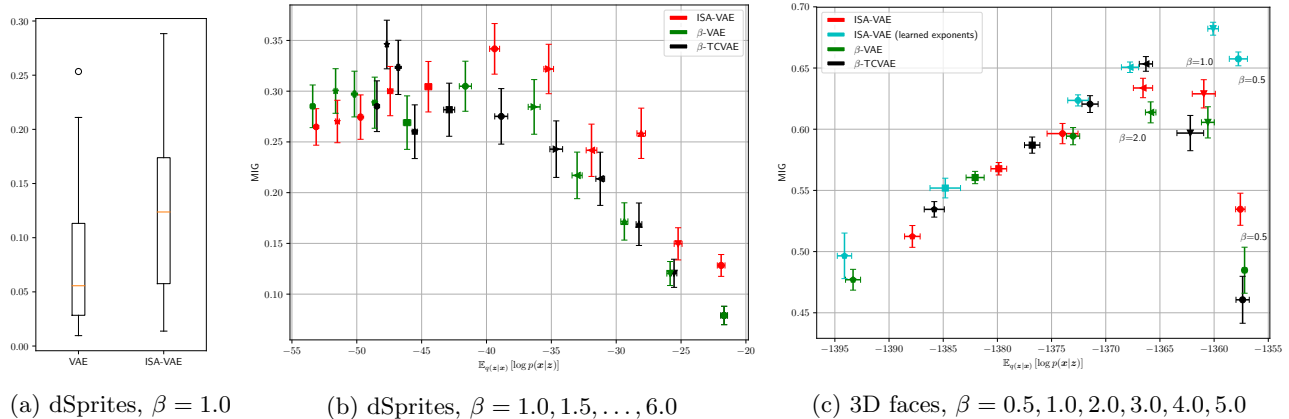 0.30
0.25
0.20
0.15
0.10
0.05
0.00
VAE
ISA-VAE
(a) dSprites, β = 1.0
ISA-VAE
β-VAE
β-TCVAE
MIG
0.35
0.30
0.25
0.20
0.15
0.10
−55
−50
−45
−40
−35
−30
−25
−20
𝔼q(z|x) [log p(x|z)]
(b) dSprites, β = 1.0, 1.5, . . . , 6.0
ISA-VAE
ISA-VAE (learned exponents)
β-VAE
β-TCVAE
MIG
0.70
0.65
0.60
0.55
0.50
0.45
β=1.0
β=0.5
β=2.0
β=0.5
−1395
−1390
−1385
−1380
−1375
−1370
−1365
−1360
−1355
𝔼q(z|x) [log p(x|z)]
(c) 3D faces, β = 0.5, 1.0, 2.0, 3.0, 4.0, 5.0